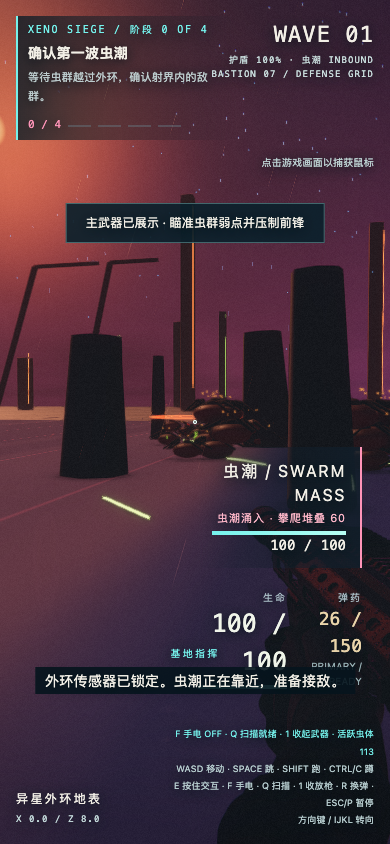 XENO SIEGE / 阶段 0 OF 4
确认第一波虫潮
等待虫群越过外环，确认射界内的敌群。
0 / 4
WAVE 01
护盾 100% · 虫潮 INBOUND
BASTION 07 / DEFENSE GRID
点击游戏画面以捕获鼠标
主武器已展示 · 瞄准虫群弱点并压制前锋
虫潮 / SWARM
MASS
虫潮涌入 · 攀爬堆叠 60
100 / 100
生命
100 /
100
弹药
26 /
150
PRIMARY /
基地指挥
外环传感器已锁定。虫潮正在靠近，准备接敌。
F 手电 OFF · Q 扫描就绪 · 1 收起武器 · 活跃虫体
113
WASD 移动 · SPACE 跳 · SHIFT 跑 · CTRL/C 蹲
E 按住交互 · F 手电 · Q 扫描 · 1 收放枪 · R 换弹 ·
ESC/P 暂停
方向键 / IJKL 转向
异星外环地表
X 0.0 / Z 8.0